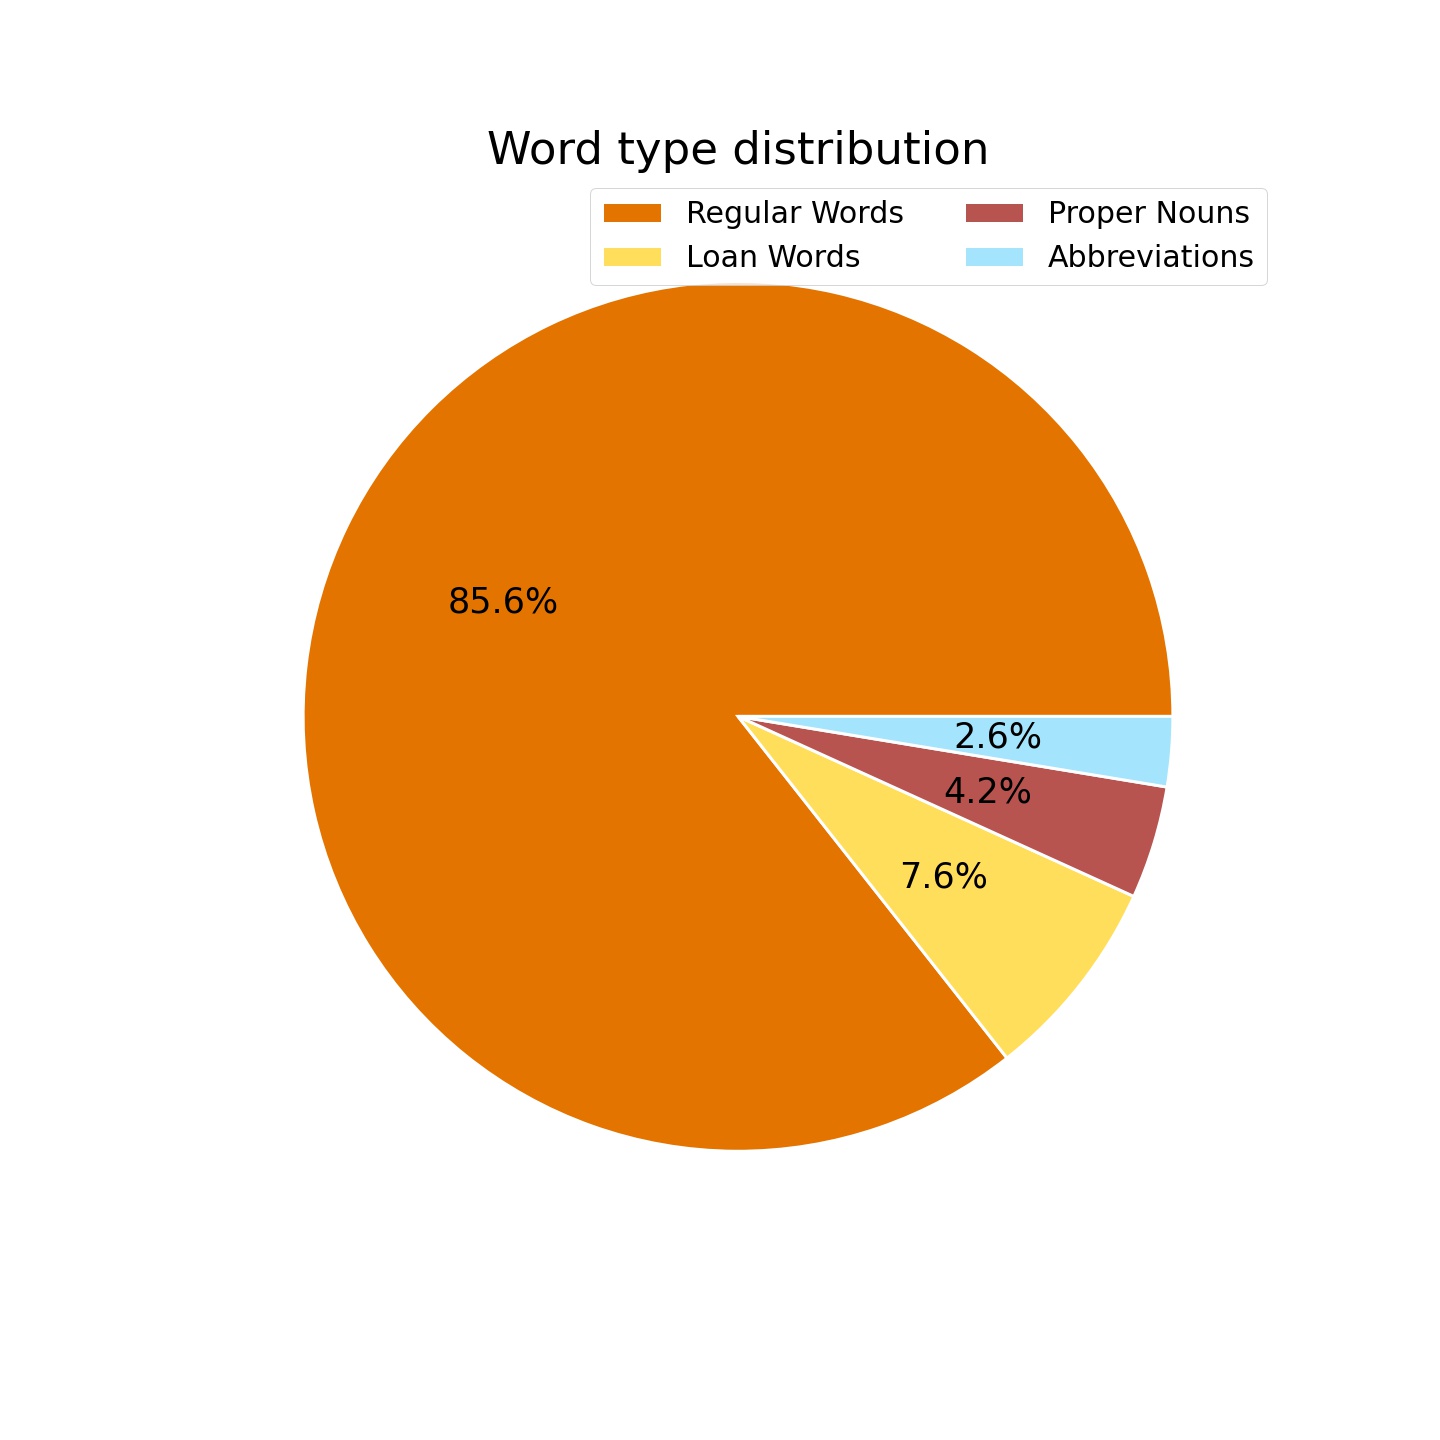 Word type distribution
Regular Words
Loan Words
Proper Nouns
Abbreviations
85.6%
2.6%
4.2%
7.6%